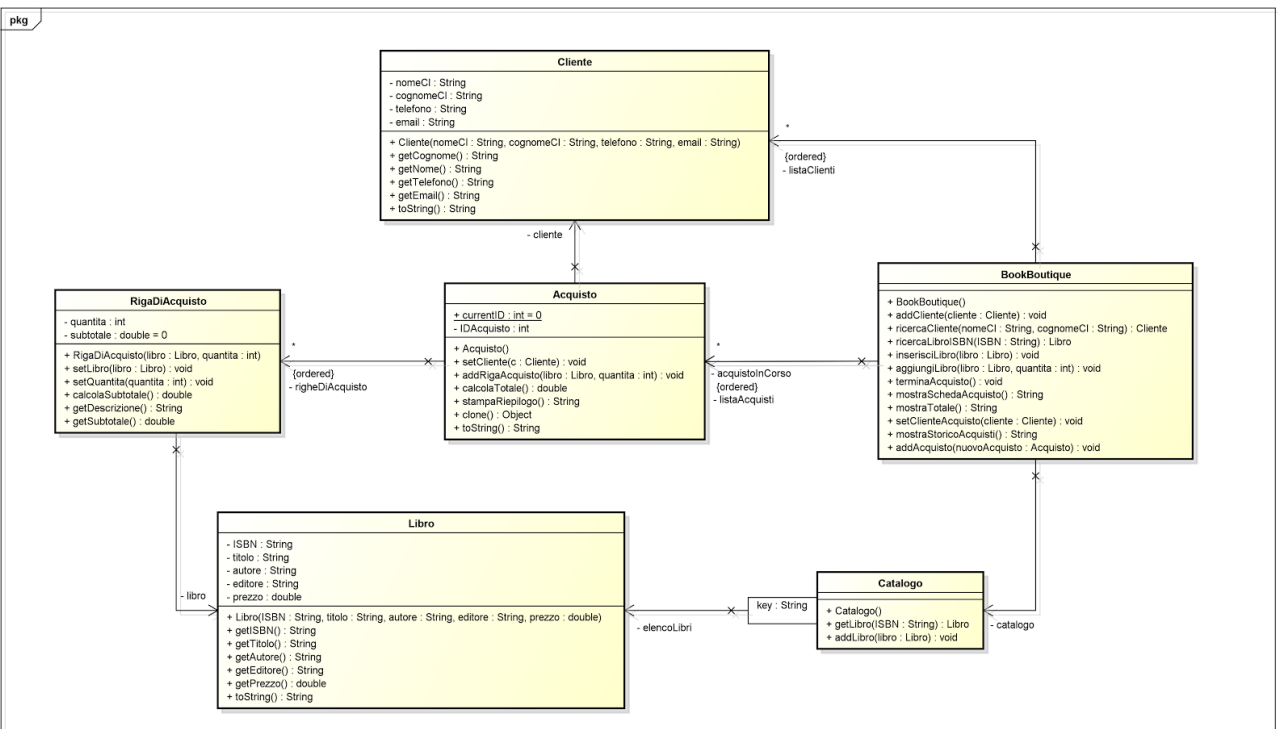 pkg
Cliente
- nomeCl : String
- cognomeCl : String
- telefono : String
- email : String
+ Cliente(nomeCl : String, cognomeCl : String, telefono : String, email : String)
+ getCognome() : String
+ getNome() : String
+ getTelefono() : String
+ getEmail() : String
+ toString() : String
*
{ordered}
- listaClienti
- cliente
RigaDiAcquisto
- quantita : int
- subtotale : double = 0
+ RigaDiAcquisto(libro : Libro, quantita : int)
+ setLibro(libro : Libro) : void
+ setQuantita(quantita : int) : void
+ calcolaSubtotale() : double
+ getDescrizione() : String
+ getSubtotale() : double
*
{ordered}
- righeDiAcquisto
Acquisto
+ currentID : int = 0
- IDAcquisto : int
+ Acquisto()
+ setCliente(c : Cliente) : void
+ addRigaAcquisto(libro : Libro, quantita : int) : void
+ calcolaTotale() : double
+ stampaRiepilogo() : String
+ clone() : Object
+ toString() : String
*
- acquistoInCorso
{ordered}
- listaAcquisti
BookBoutique
+ BookBoutique()
+ addCliente(cliente : Cliente) : void
+ ricercaCliente(nomeCl : String, cognomeCl : String) : Cliente
+ ricercaLibroISBN(ISBN : String) : Libro
+ inserisciLibro(libro : Libro) : void
+ aggiungiLibro(libro : Libro, quantita : int) : void
+ terminaAcquisto() : void
+ mostraSchedaAcquisto() : String
+ mostraTotale() : String
+ setClienteAcquisto(cliente : Cliente) : void
+ mostraStoricoAcquisti() : String
+ addAcquisto(nuovoAcquisto : Acquisto) : void
- libro
Libro
- ISBN : String
- titolo : String
- autore : String
- editore : String
- prezzo : double
+ Libro(ISBN : String, titolo : String, autore : String, editore : String, prezzo : double)
+ getISBN() : String
+ getTitolo() : String
+ getAutore() : String
+ getEditore() : String
+ getPrezzo() : double
+ toString() : String
- elencoLibri
key : String
Catalogo
+ Catalogo()
+ getLibro(ISBN : String) : Libro
+ addLibro(libro : Libro) : void
- catalogo